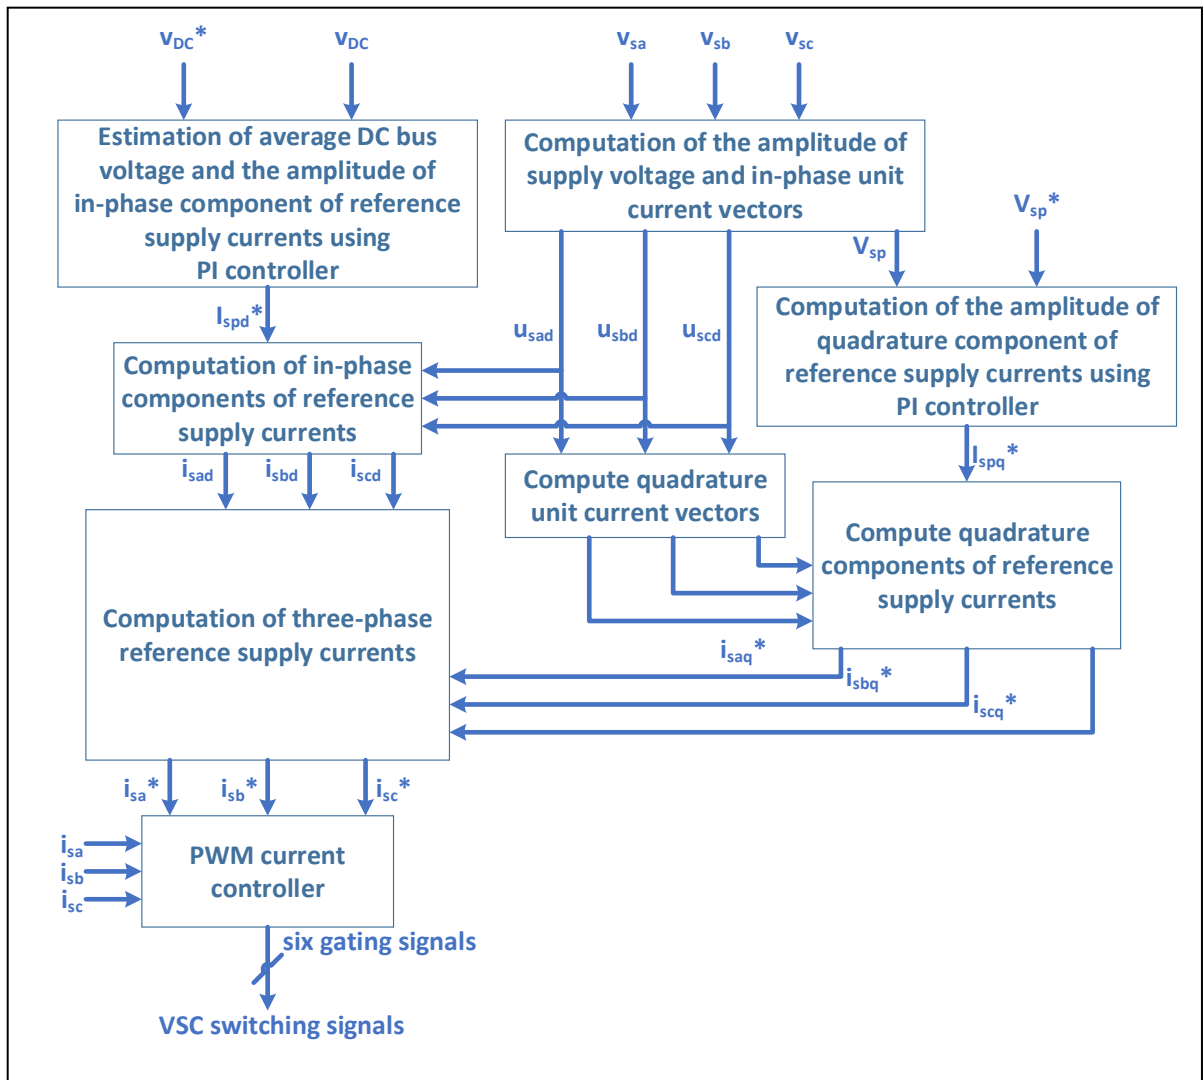 vDC*
vDC
vsa
vsb
vsc
Estimation of average DC bus
voltage and the amplitude of
in-phase component of reference
supply currents using
PI controller
Computation of the amplitude of
supply voltage and in-phase unit
current vectors
Vsp*
Vsp
Ispd*
usad
usbd
uscd
Computation of the amplitude of
quadrature component of
reference supply currents using
PI controller
Computation of in-phase
components of reference
supply currents
Ispq*
isad
isbd
iscd
Compute quadrature
unit current vectors
Compute quadrature
components of reference
supply currents
Computation of three-phase
reference supply currents
isaq*
isbq*
iscq*
isa*
isb*
isc*
isa
isb
isc
PWM current
controller
six gating signals
VSC switching signals